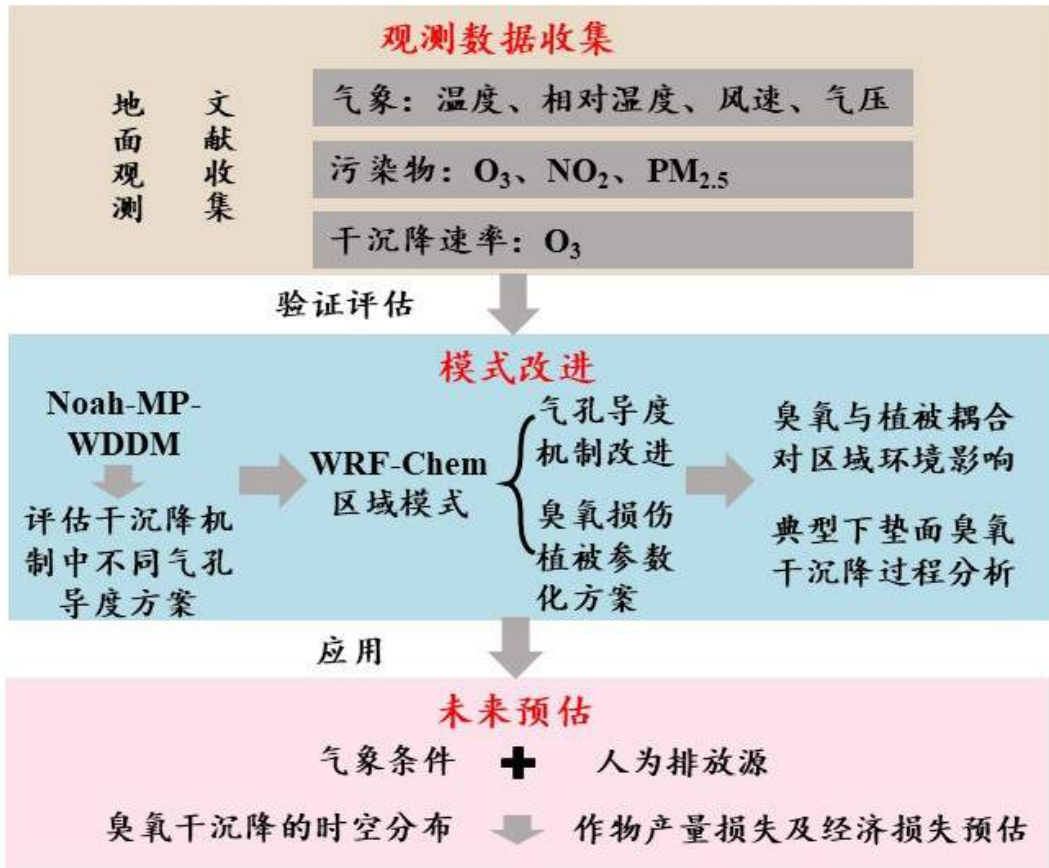 观测数据收集
地面观测
文献收集
气象：温度、相对湿度、风速、气压
污染物：O₃、NO₂、PM₂.₅
干沉降速率：O₃
验证评估
模式改进
Noah-MP-
WDDM
评估干沉降机
制中不同气孔
导度方案
WRF-Chem
区域模式
气孔导度
机制改进
臭氧损伤
植被参数
化方案
臭氧与植被耦合
对区域环境影响
典型下垫面臭氧
干沉降过程分析
应用
未来预估
气象条件
人为排放源
臭氧干沉降的时空分布
作物产量损失及经济损失预估